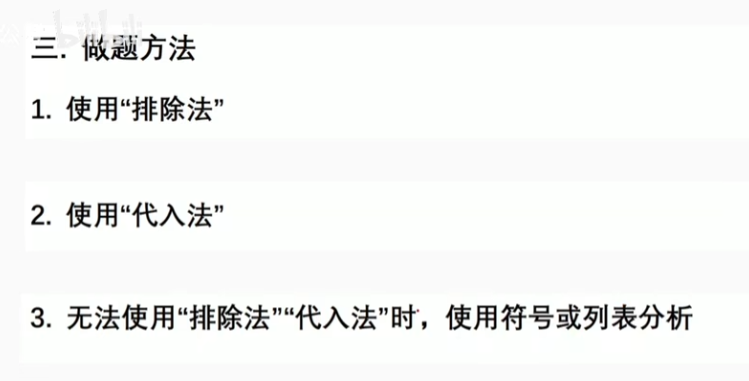 三. 做题方法
1. 使用“排除法”
2. 使用“代入法”
3. 无法使用“排除法”“代入法”时，使用符号或列表分析